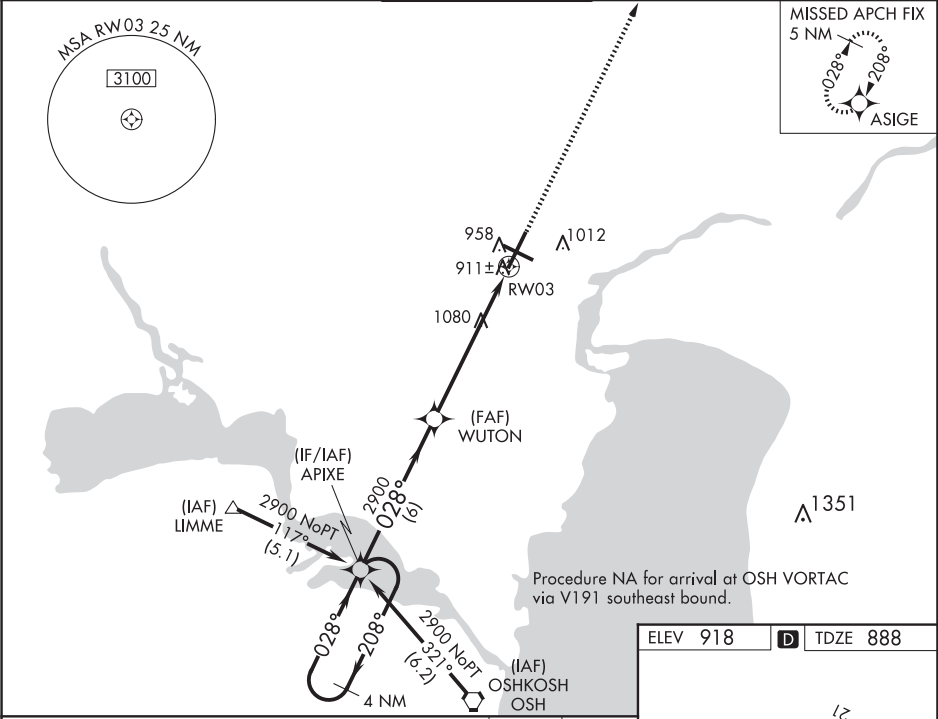 MSA RW03 25 NM
3100
MISSED APCH FIX
5 NM
028°
208°
ASIGE
958
1012
911±
RW03
1080
(FAF)
WUTON
(IF/IAF)
APIXE
2900
028°
(6)
(IAF)
LIMME
2900 NoPT
117°
(5.1)
1351
Procedure NA for arrival at OSH VORTAC
via V191 southeast bound.
028°
208°
4 NM
2900 NoPT
321°
(6.2)
(IAF)
OSHKOSH
OSH
ELEV 918 D TDZE 888
21